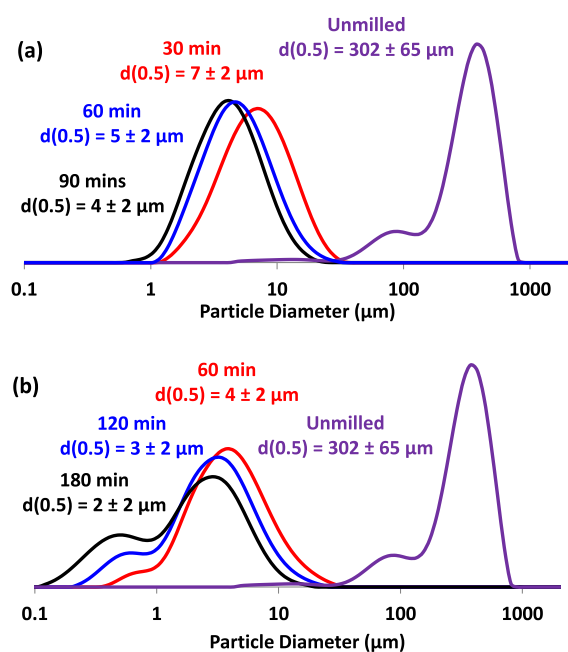 (a)
Unmilled
d(0.5) = 302 ± 65 µm
30 min
d(0.5) = 7 ± 2 µm
60 min
d(0.5) = 5 ± 2 µm
90 mins
d(0.5) = 4 ± 2 µm
0.1 1 10 100 1000
Particle Diameter (µm)
(b)
60 min
d(0.5) = 4 ± 2 µm
120 min
d(0.5) = 3 ± 2 µm
Unmilled
d(0.5) = 302 ± 65 µm
180 min
d(0.5) = 2 ± 2 µm
0.1 1 10 100 1000
Particle Diameter (µm)